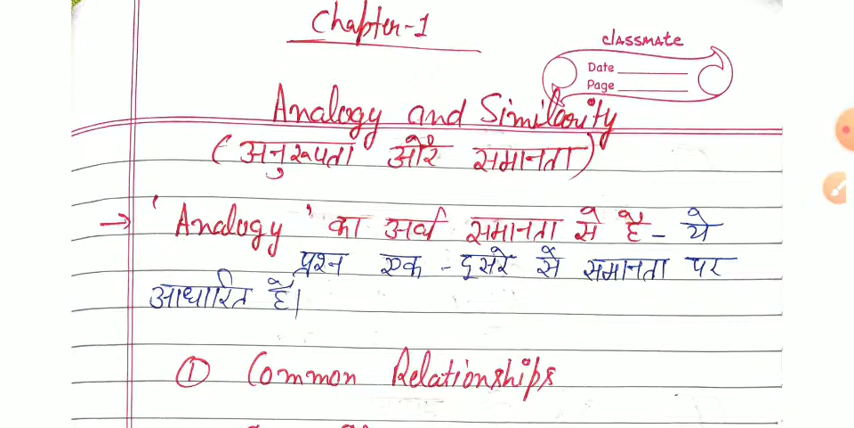 Chapter-1
classmate
Date
Page
Analogy and Similarity
(अनुरूपता और समानता)
→ 'Analogy' का अर्थ समानता से है - ये
प्रश्न एक - दूसरे से समानता पर
आधारित है।
① Common Relationships